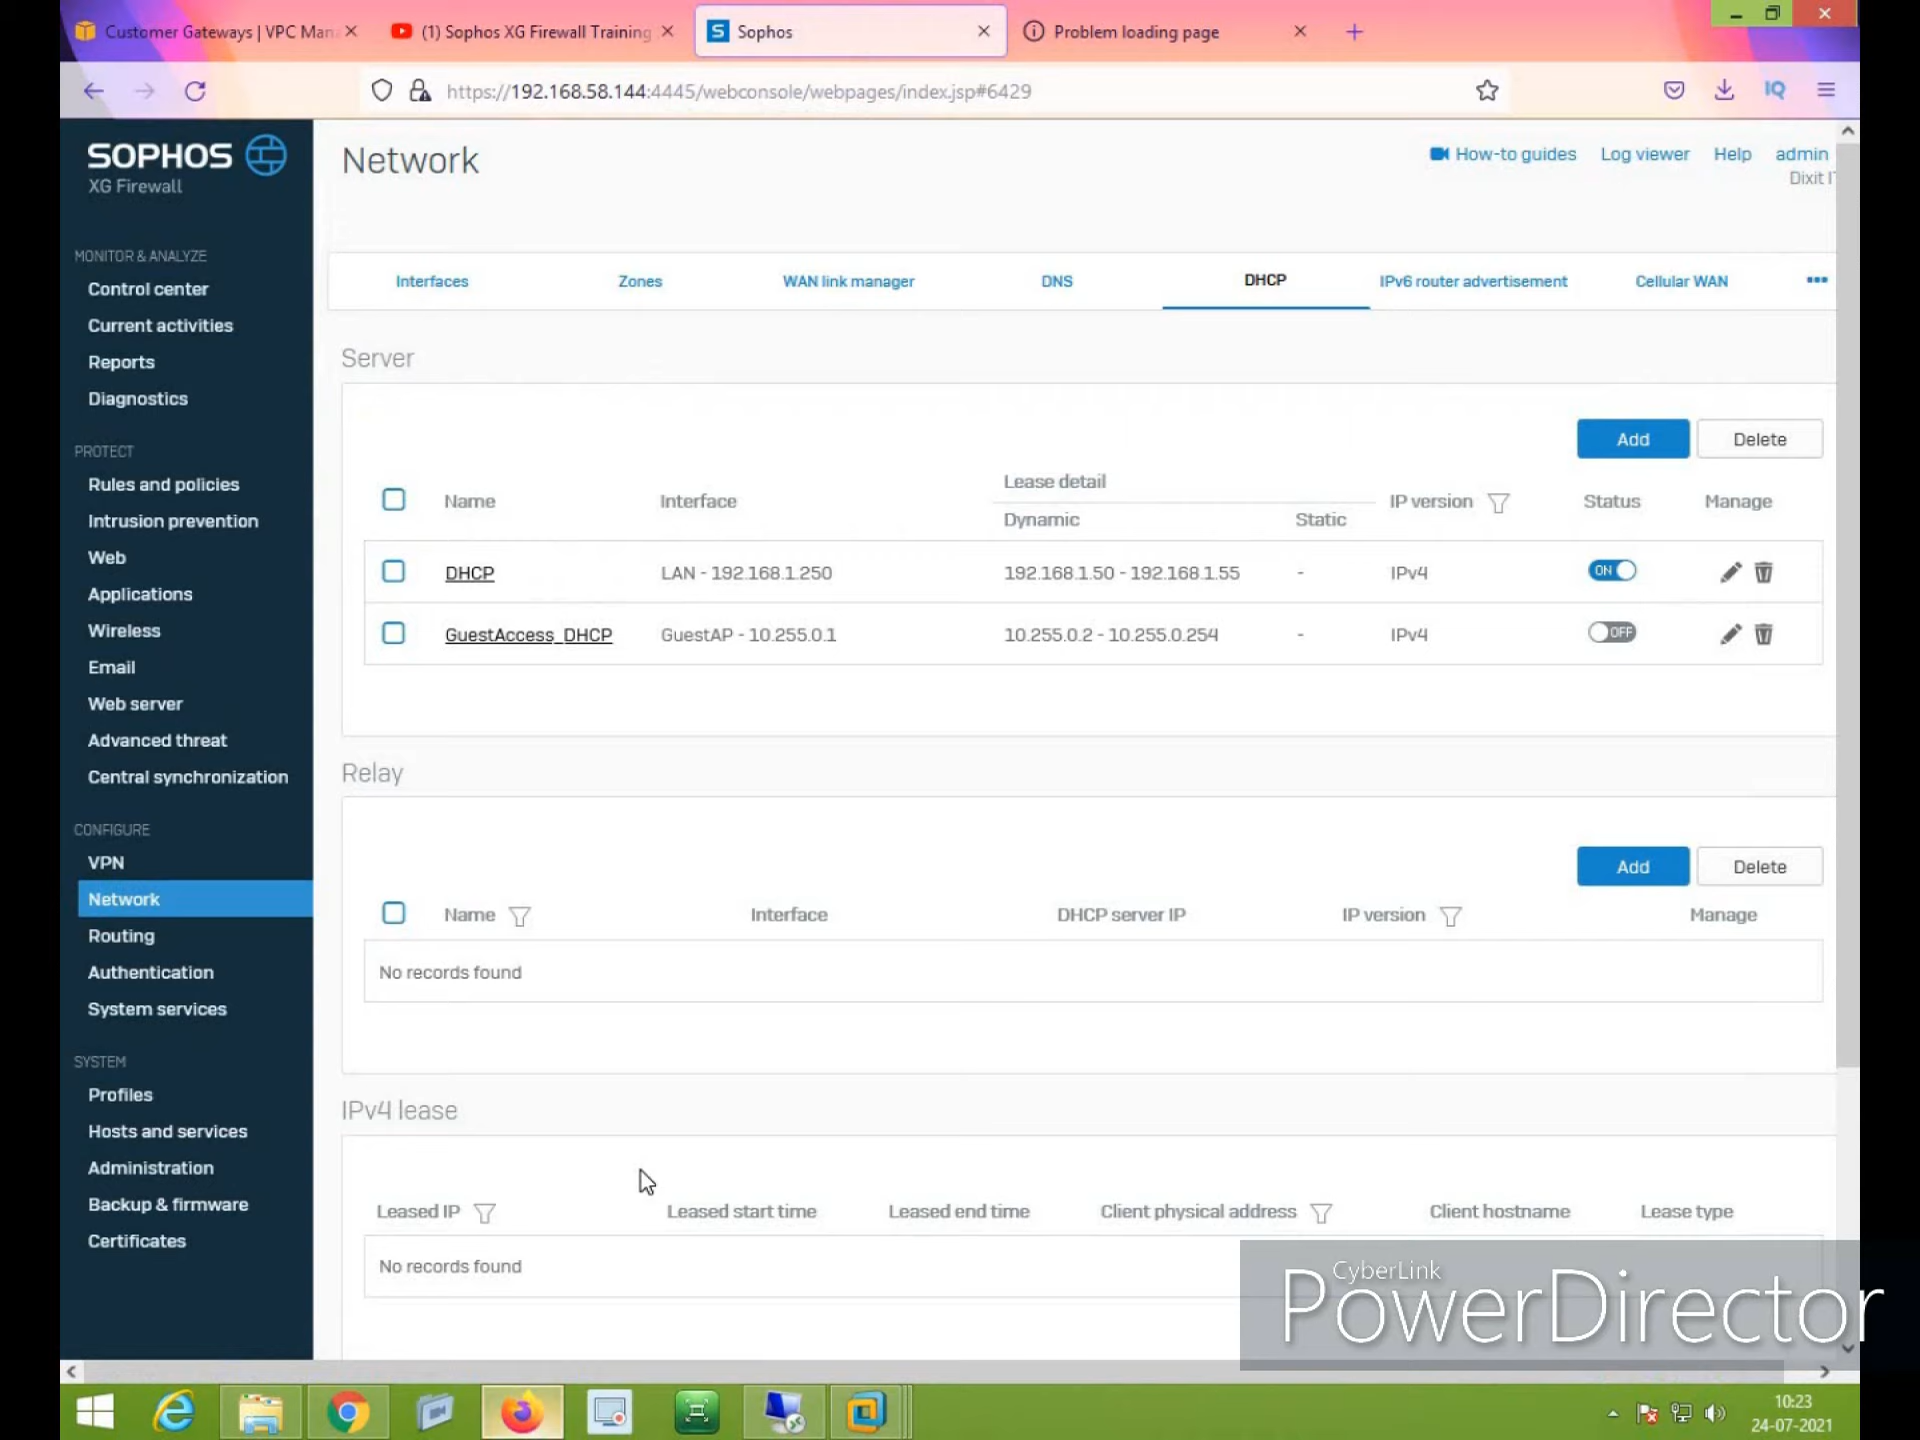 Customer Gateways | VPC Man
(1) Sophos XG Firewall Training
Sophos
Problem loading page
https://192.168.58.144:4445/webconsole/webpages/index.jsp#6429
IQ
SOPHOS
XG Firewall
MONITOR & ANALYZE
Control center
Current activities
Reports
Diagnostics
PROTECT
Rules and policies
Intrusion prevention
Web
Applications
Wireless
Email
Web server
Advanced threat
Central synchronization
CONFIGURE
VPN
Network
Routing
Authentication
System services
SYSTEM
Profiles
Hosts and services
Administration
Backup & firmware
Certificates
Network
How-to guides Log viewer Help admin
Dixit IT
Interfaces Zones WAN link manager DNS DHCP IPv6 router advertisement Cellular WAN
Server
Add Delete
Lease detail
Name Interface Dynamic Static IP version Status Manage
DHCP LAN - 192.168.1.250 192.168.1.50 - 192.168.1.55 - IPv4 ON
GuestAccess_DHCP GuestAP - 10.255.0.1 10.255.0.2 - 10.255.0.254 - IPv4 OFF
Relay
Add Delete
Name Interface DHCP server IP IP version Manage
No records found
IPv4 lease
Leased IP Leased start time Leased end time Client physical address Client hostname Lease type
No records found
CyberLink
PowerDirector
10:23
24-07-2021